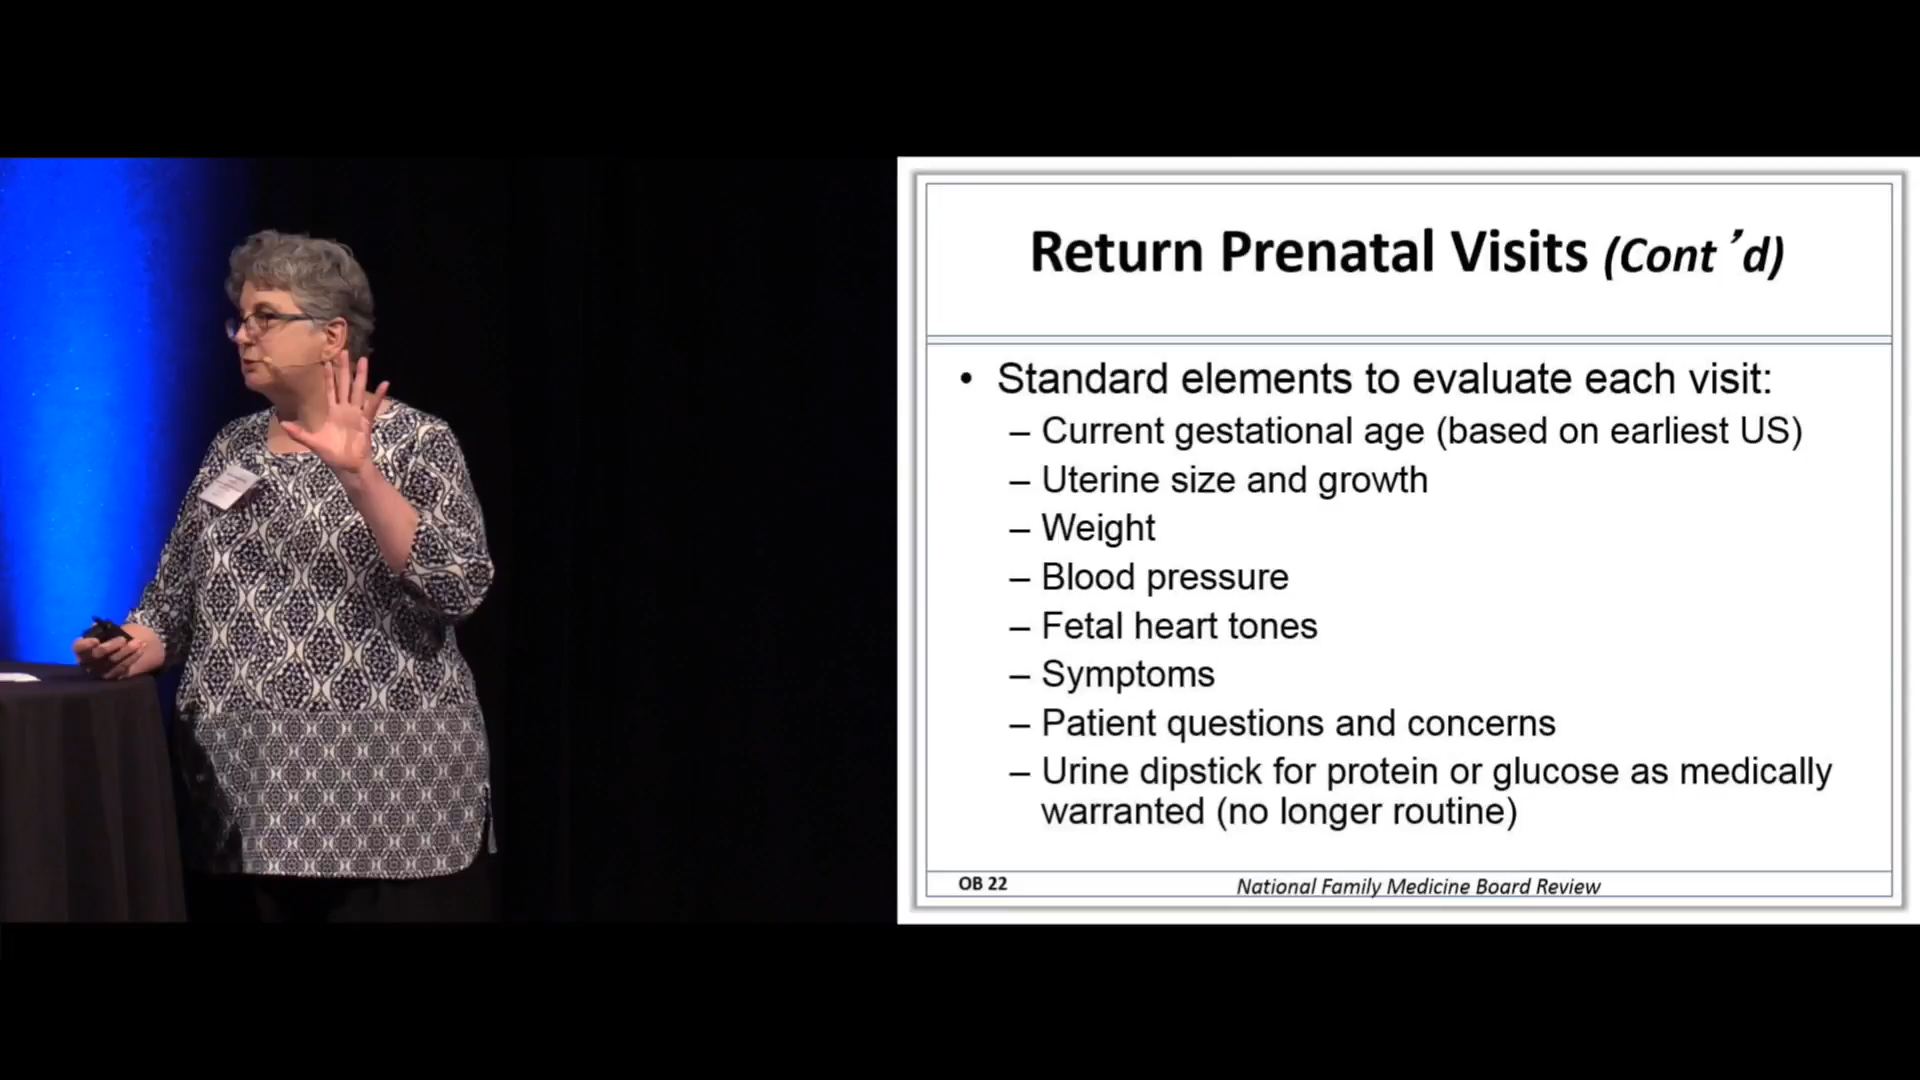 Return Prenatal Visits (Cont ’d)
• Standard elements to evaluate each visit:
– Current gestational age (based on earliest US)
– Uterine size and growth
– Weight
– Blood pressure
– Fetal heart tones
– Symptoms
– Patient questions and concerns
– Urine dipstick for protein or glucose as medically
warranted (no longer routine)
OB 22
National Family Medicine Board Review